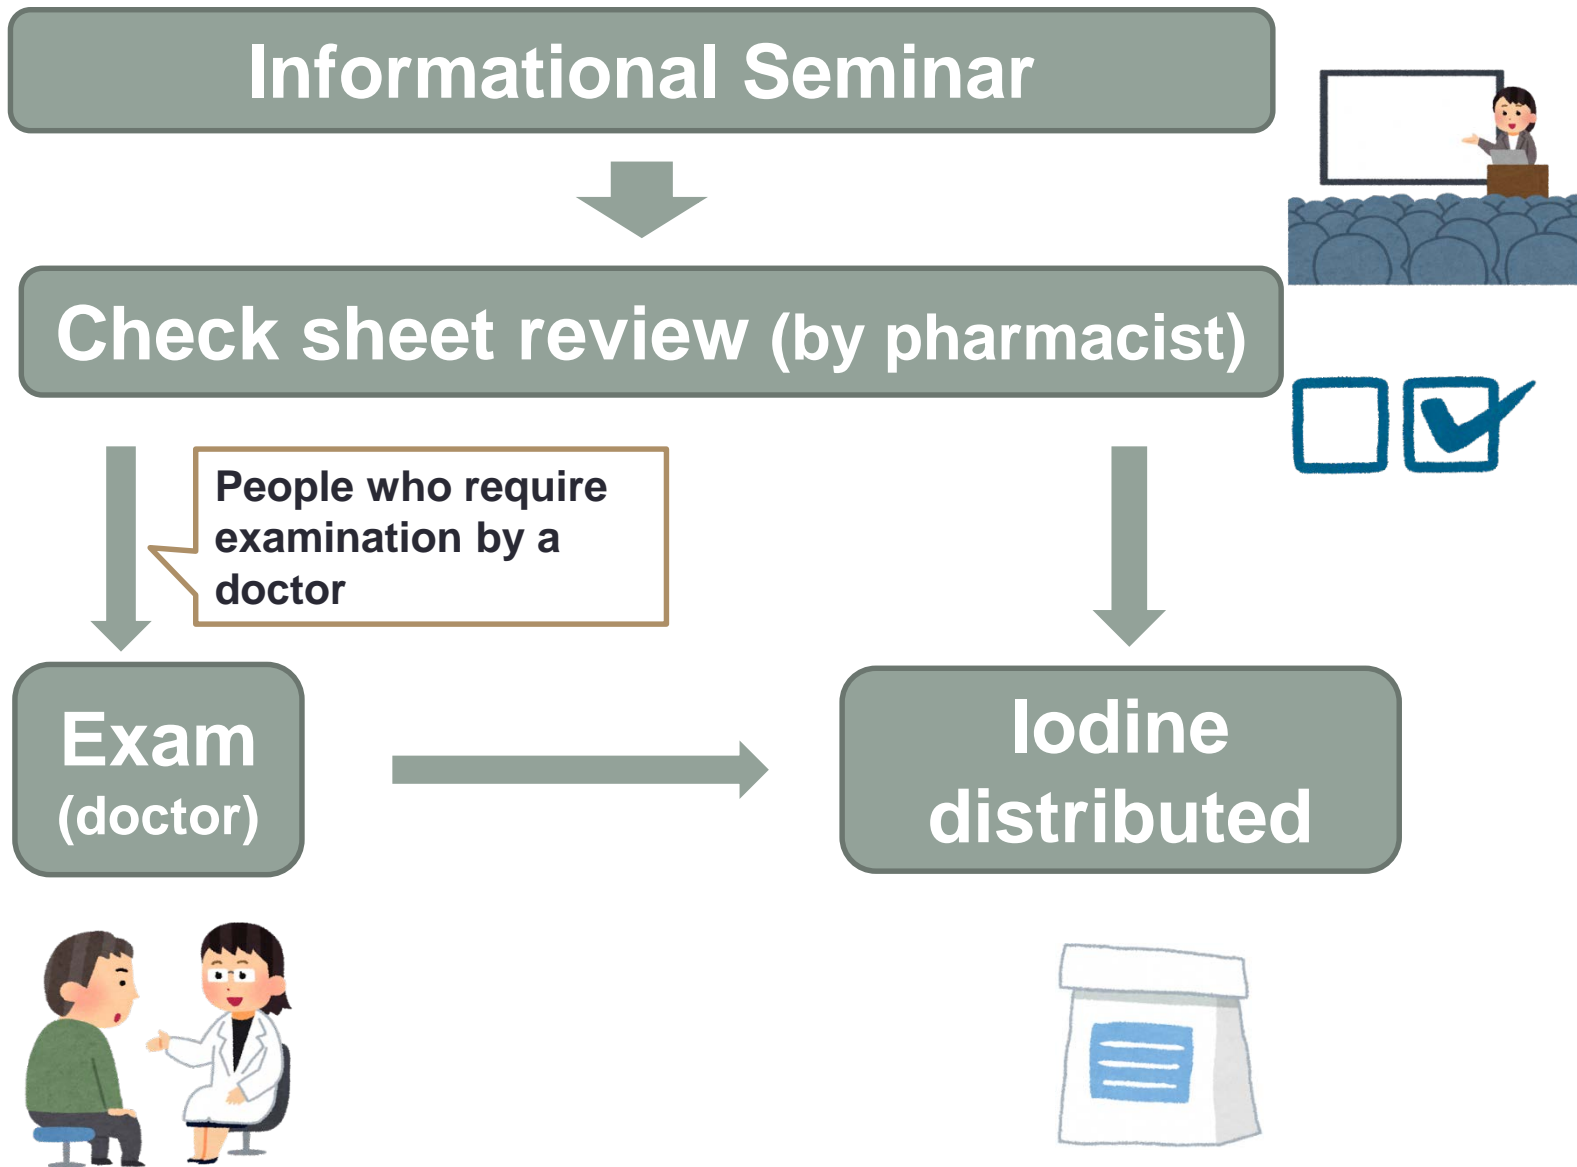 Informational Seminar
Check sheet review (by pharmacist)
People who require
examination by a
doctor
Exam
(doctor)
Iodine
distributed